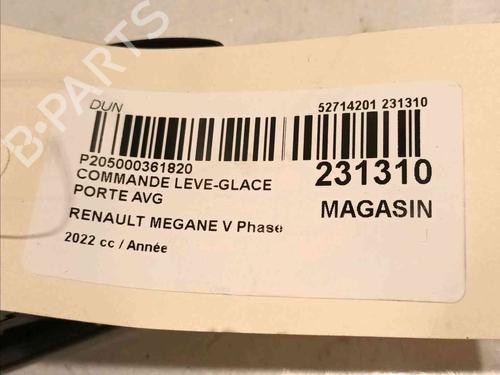 DUN
52714201 231310
P205000361820
COMMANDE LEVE-GLACE
PORTE AVG
231310
MAGASIN
RENAULT MEGANE V Phase
2022 cc / Année
B-PARTS